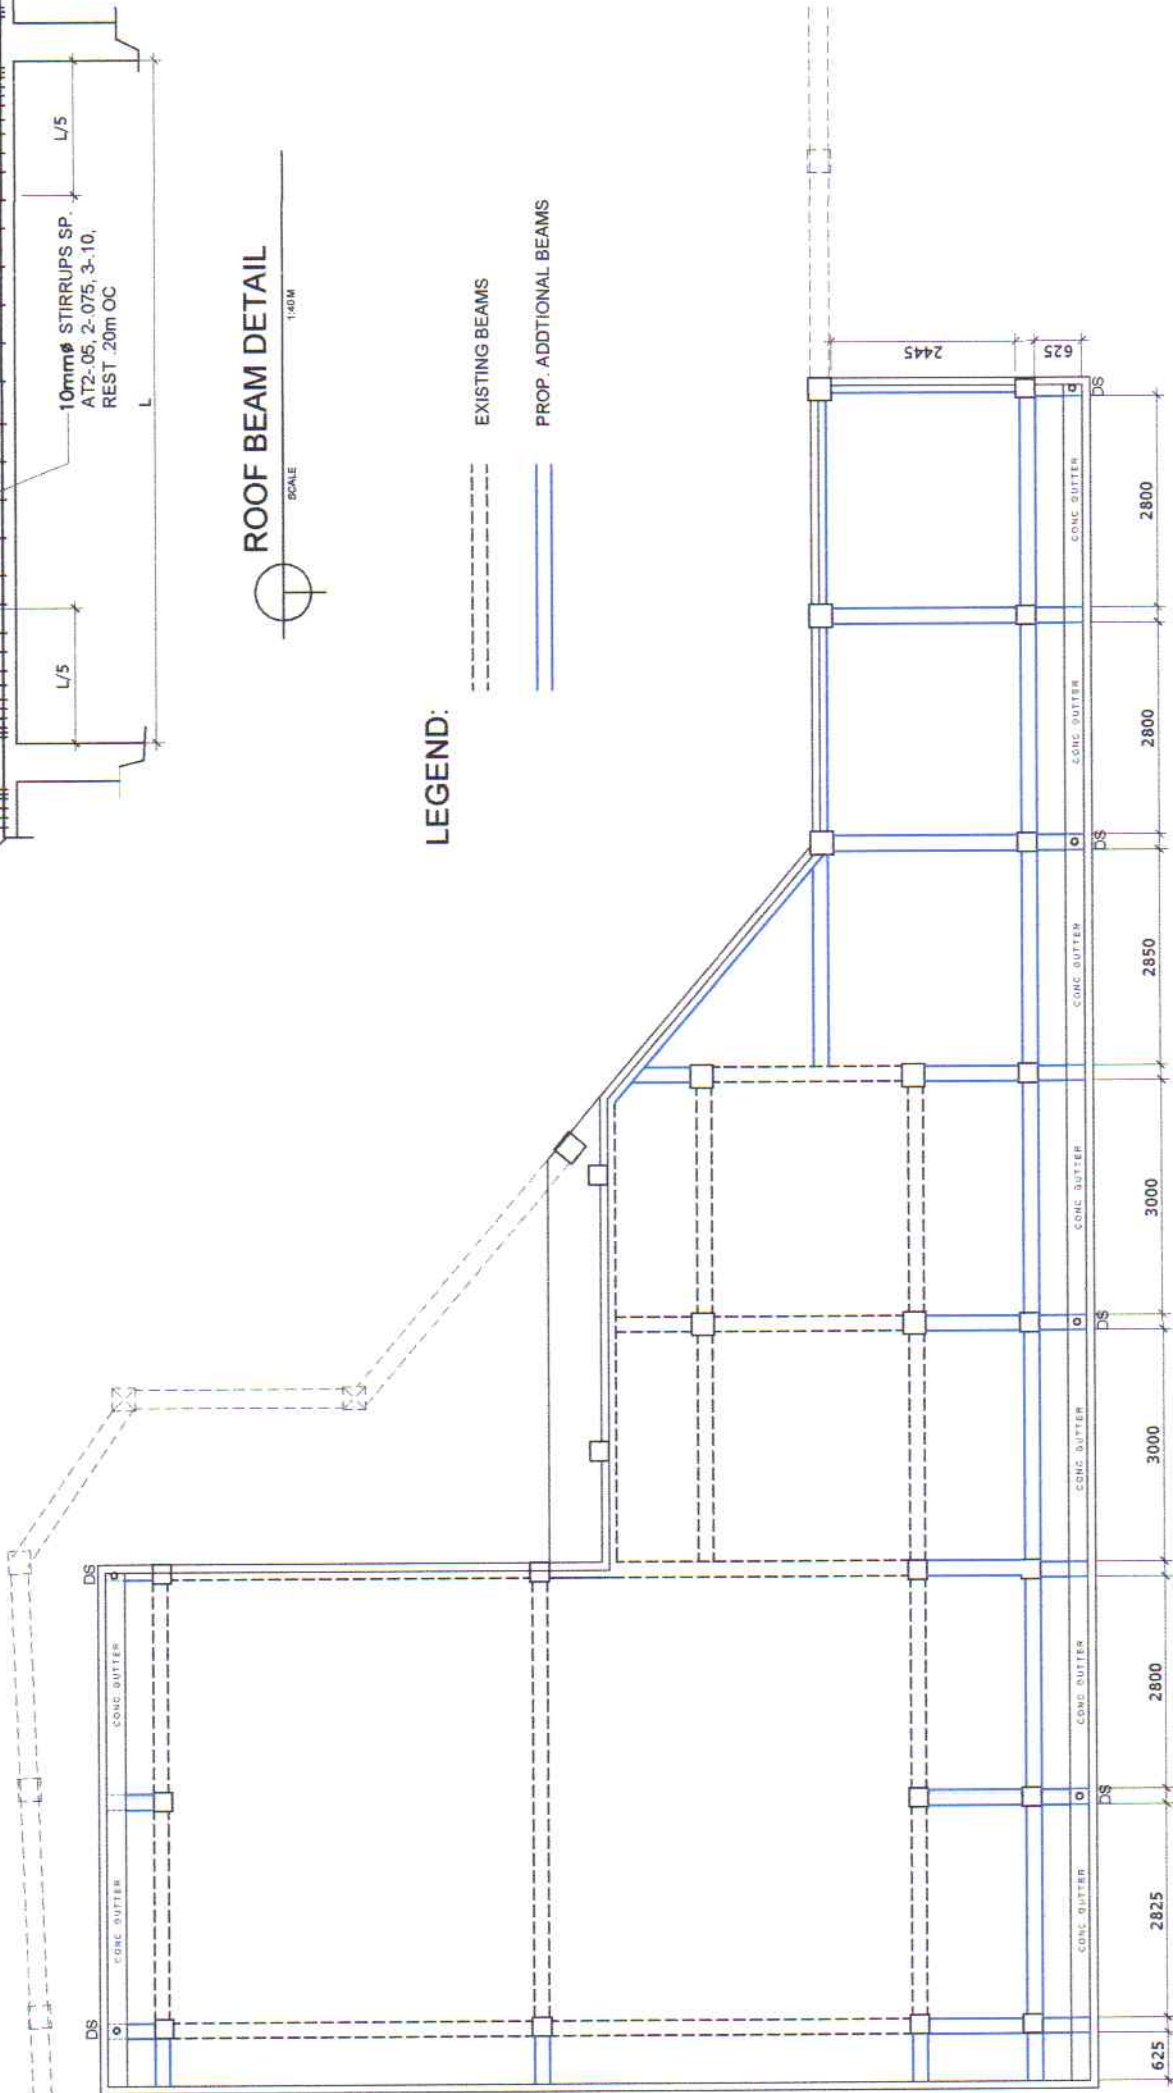 L/5
L/5
10mmø STIRRUPS SP.
AT2-.05, 2-.075, 3-.10,
REST .20m OC
L
ROOF BEAM DETAIL
SCALE
1:40 M
LEGEND:
EXISTING BEAMS
PROP. ADDTIONAL BEAMS
DS
CONC GUTTER
CONC GUTTER
DS
2445
625
CONC GUTTER
CONC GUTTER
CONC GUTTER
CONC GUTTER
CONC GUTTER
CONC GUTTER
CONC GUTTER
DS
DS
DS
DS
625
2825
2800
3000
3000
2850
2800
2800